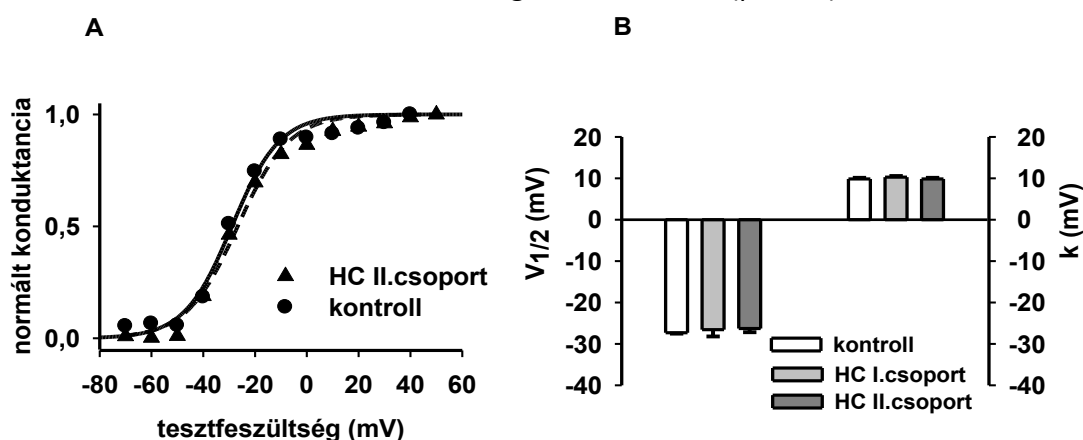 A
B
normált konduktancia
1,0
0,5
0,0
HC II.csoport
kontroll
-80 -60 -40 -20 0 20 40 60
tesztfeszültség (mV)
V1/2 (mV)
20
10
0
-10
-20
-30
-40
kontroll
HC I.csoport
HC II.csoport
20
10
0
-10
-20
-30
-40
k (mV)